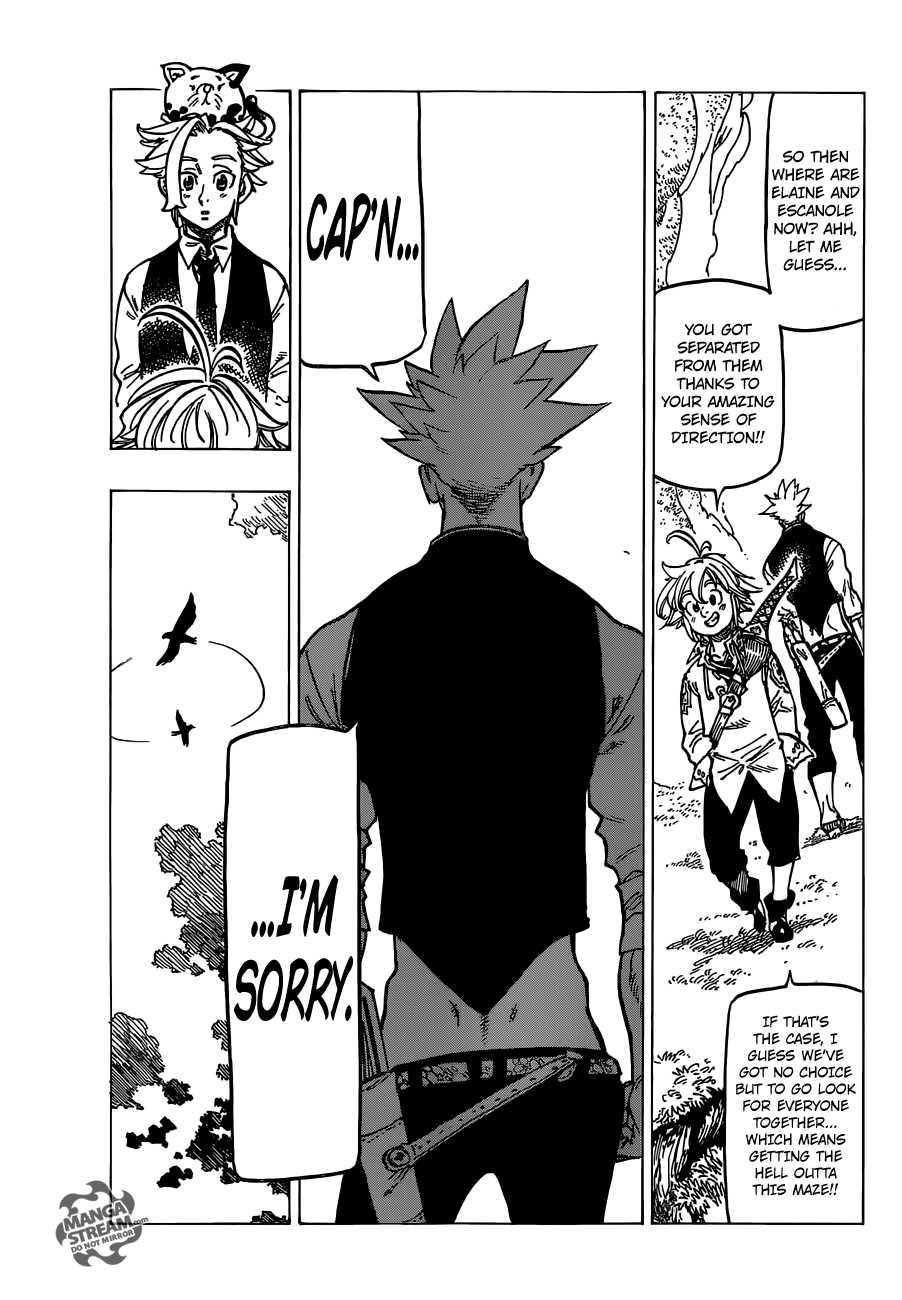 SO THEN
WHERE ARE
ELAINE AND
ESCANOLE
NOW? AHH,
LET ME
GUESS...
YOU GOT
SEPARATED
FROM THEM
THANKS TO
YOUR AMAZING
SENSE OF
DIRECTION!!
IF THAT'S
THE CASE, I
GUESS WE'VE
GOT NO CHOICE
BUT TO GO LOOK
FOR EVERYONE
TOGETHER...
WHICH MEANS
GETTING THE
HELL OUTTA
THIS MAZE!!
CAP'N...
...I'M
SORRY.
MANGA
STREAM.com
DO NOT MIRROR